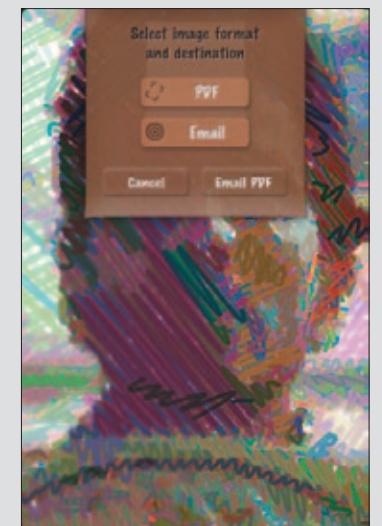 Select image format
and destination
PDF
Email
Cancel
Email PDF